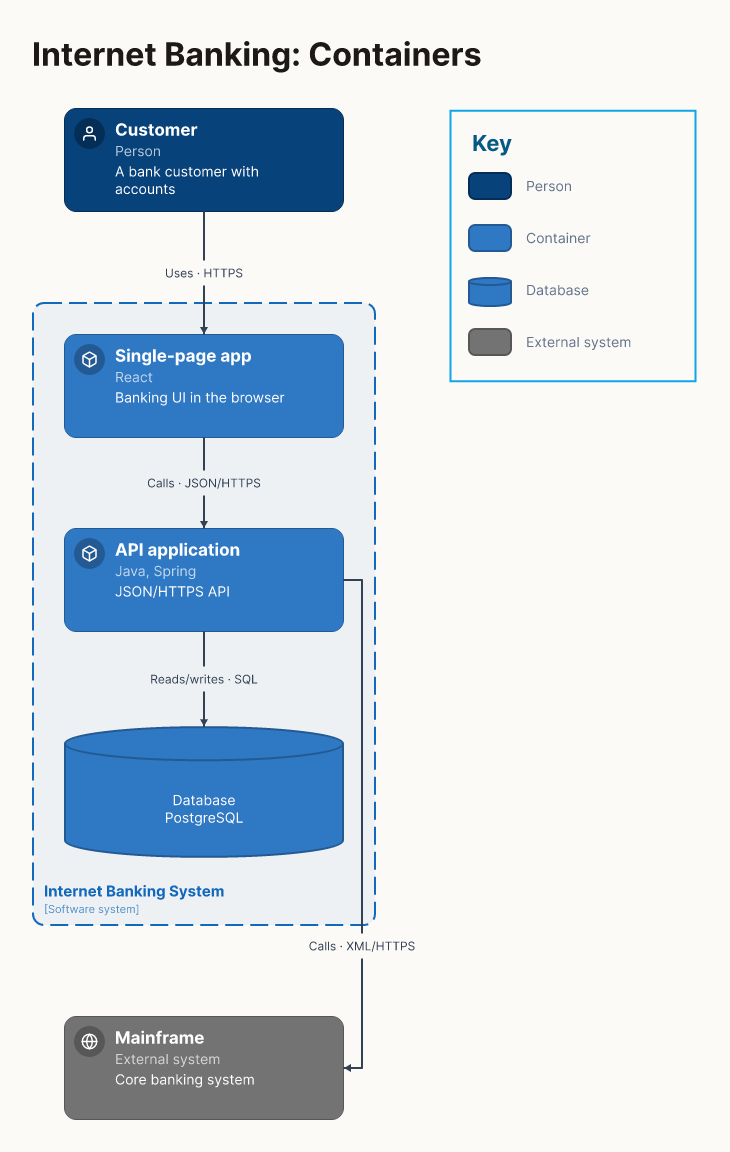 Internet Banking: Containers
Customer
Person
A bank customer with
accounts
Key
Person
Container
Database
External system
Uses · HTTPS
Single-page app
React
Banking UI in the browser
Calls · JSON/HTTPS
API application
Java, Spring
JSON/HTTPS API
Reads/writes · SQL
Database
PostgreSQL
Internet Banking System
[Software system]
Calls · XML/HTTPS
Mainframe
External system
Core banking system